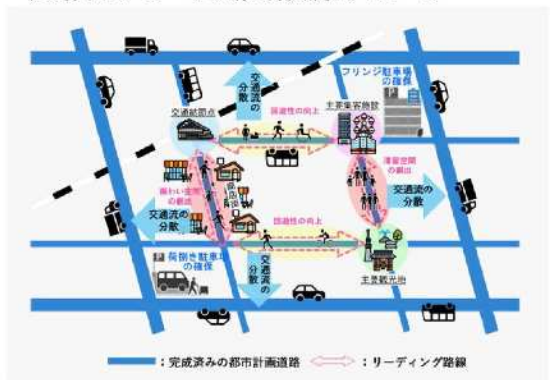 交通流の
分散
フリンジ駐車場
の確保
交通結節点
回遊性の向上
主要集客施設
滞留空間
の創出
賑わい空間
の創出
商店街
交通流の
分散
交通流の
分散
回遊性の向上
荷捌き駐車場
の確保
交通流の
分散
主要観光地
:完成済みの都市計画道路
:リーディング路線